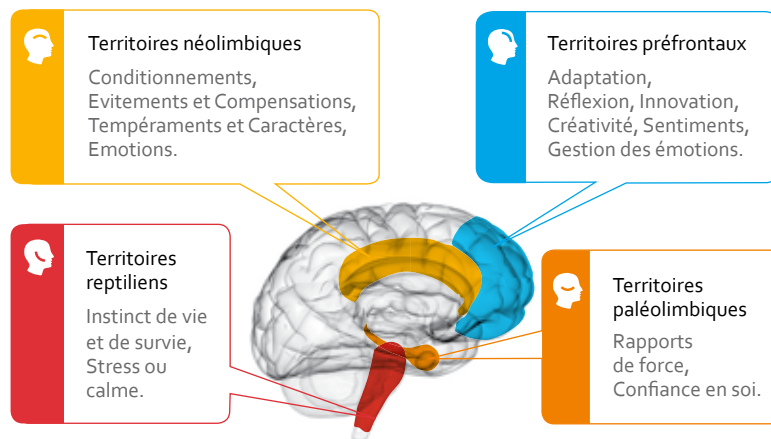 Territoires néolimbiques
Conditionnements,
Evitements et Compensations,
Tempéraments et Caractères,
Emotions.
Territoires préfrontaux
Adaptation,
Réflexion, Innovation,
Créativité, Sentiments,
Gestion des émotions.
Territoires
reptiliens
Instinct de vie
et de survie,
Stress ou
calme.
Territoires
paléolimbiques
Rapports
de force,
Confiance en soi.